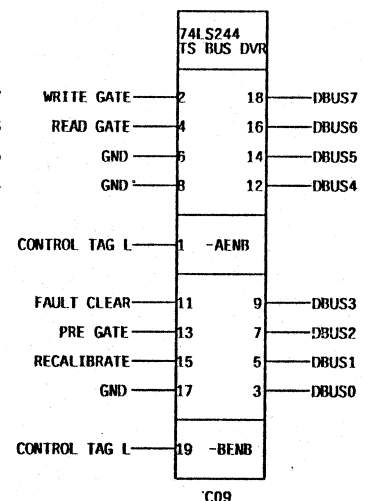 74LS244
TS BUS DVR
WRITE GATE 2 18 DBUS7
READ GATE 4 16 DBUS6
GND 6 14 DBUS5
GND 8 12 DBUS4
CONTROL TAG L 1 -AENB
FAULT CLEAR 11 9 DBUS3
PRE GATE 13 7 DBUS2
RECALIBRATE 15 5 DBUS1
GND 17 3 DBUS0
CONTROL TAG L 19 -BENB
C09